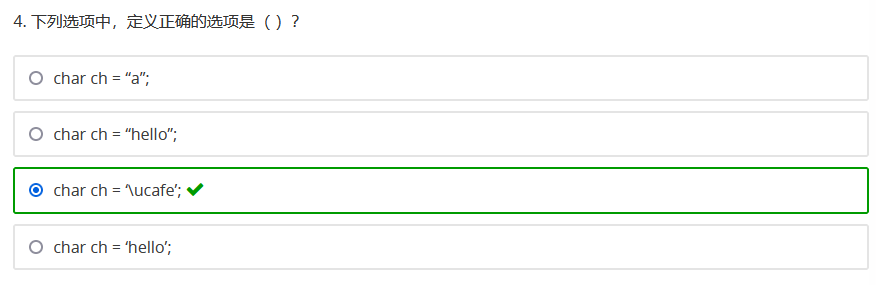 4. 下列选项中，定义正确的选项是（ ）？
char ch = “a”;
char ch = “hello”;
char ch = ‘\ucafe’;
char ch = ‘hello’;